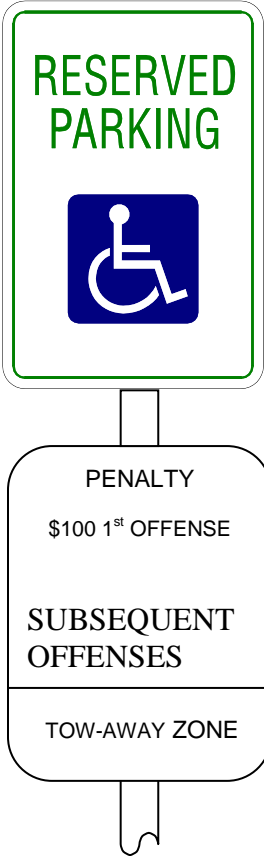 RESERVED
PARKING
PENALTY
$100 1st OFFENSE
SUBSEQUENT
OFFENSES
TOW-AWAY ZONE